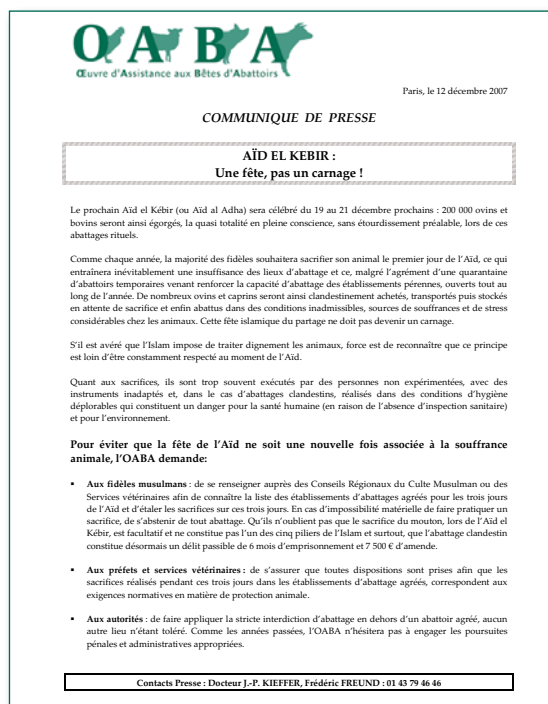 OABA
Œuvre d'Assistance aux Bêtes d'Abattoirs
Paris, le 12 décembre 2007
COMMUNIQUE DE PRESSE
AÏD EL KEBIR :
Une fête, pas un carnage !
Le prochain Aïd el Kébir (ou Aïd al Adha) sera célébré du 19 au 21 décembre prochains : 200 000 ovins et
bovins seront ainsi égorgés, la quasi totalité en pleine conscience, sans étourdissement préalable, lors de ces
abattages rituels.
Comme chaque année, la majorité des fidèles souhaitera sacrifier son animal le premier jour de l'Aïd, ce qui
entraînera inévitablement une insuffisance des lieux d'abattage et ce, malgré l'agrément d'une quarantaine
d'abattoirs temporaires venant renforcer la capacité d'abattage des établissements pérennes, ouverts tout au
long de l'année. De nombreux ovins et caprins seront ainsi clandestinement achetés, transportés puis stockés
en attente de sacrifice et enfin abattus dans des conditions inadmissibles, sources de souffrances et de stress
considérables chez les animaux. Cette fête islamique du partage ne doit pas devenir un carnage.
S'il est avéré que l'Islam impose de traiter dignement les animaux, force est de reconnaître que ce principe
est loin d'être constamment respecté au moment de l'Aïd.
Quant aux sacrifices, ils sont trop souvent exécutés par des personnes non expérimentées, avec des
instruments inadaptés et, dans le cas d'abattages clandestins, réalisés dans des conditions d'hygiène
déplorables qui constituent un danger pour la santé humaine (en raison de l'absence d'inspection sanitaire)
et pour l'environnement.
Pour éviter que la fête de l'Aïd ne soit une nouvelle fois associée à la souffrance
animale, l'OABA demande:
▪ Aux fidèles musulmans : de se renseigner auprès des Conseils Régionaux du Culte Musulman ou des
Services vétérinaires afin de connaître la liste des établissements d'abattages agréés pour les trois jours
de l'Aïd et d'étaler les sacrifices sur ces trois jours. En cas d'impossibilité matérielle de faire pratiquer un
sacrifice, de s'abstenir de tout abattage. Qu'ils n'oublient pas que le sacrifice du mouton, lors de l'Aïd el
Kébir, est facultatif et ne constitue pas l'un des cinq piliers de l'Islam et surtout, que l'abattage clandestin
constitue désormais un délit passible de 6 mois d'emprisonnement et 7 500 € d'amende.
▪ Aux préfets et services vétérinaires : de s'assurer que toutes dispositions sont prises afin que les
sacrifices réalisés pendant ces trois jours dans les établissements d'abattage agréés, correspondent aux
exigences normatives en matière de protection animale.
▪ Aux autorités : de faire appliquer la stricte interdiction d'abattage en dehors d'un abattoir agréé, aucun
autre lieu n'étant toléré. Comme les années passées, l'OABA n'hésitera pas à engager les poursuites
pénales et administratives appropriées.
Contacts Presse : Docteur J.-P. KIEFFER, Frédéric FREUND : 01 43 79 46 46